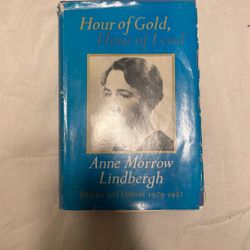 Hour of Gold,
Hour of Lead
Anne Morrow
Lindbergh
Diaries and Letters 1929-1932